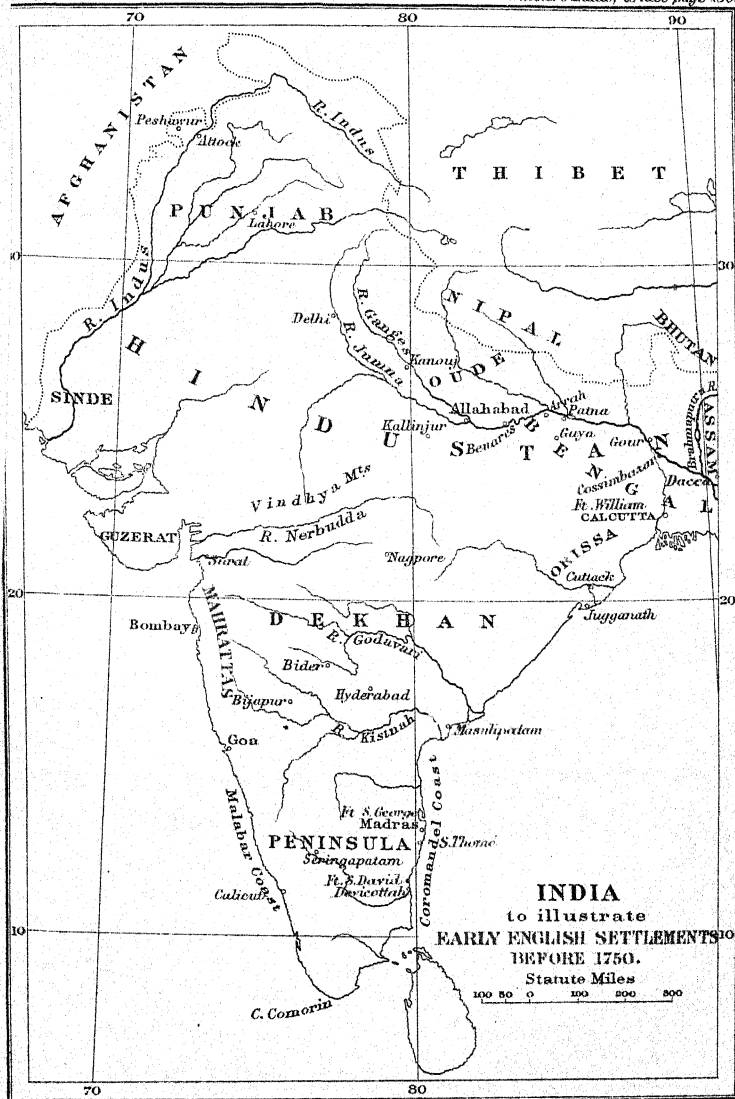 70
80
90
AFGHANISTAN
Peshawur
Attock
R. Indus
THIBET
PUNJAB
Lahore
30
R. Indus
Delhi
R. Ganges
R. Jumna
NIPAL
BHUTAN
Kanouj
OUDE
HINDUSTAN
SINDE
Allahabad
Arrah
Patna
Kallinjur
Benares
Gaya
Gour
Brahmapura R.
ASSAM
BENGAL
Cossimbazar
Dacca
Vindhya Mts
Ft. William
CALCUTTA
GUZERAT
R. Nerbudda
Surat
Nagpore
ORISSA
Cuttack
20
20
Jugganath
MAHRATTAS
DEKHAN
Bombay
R. Godavari
Bider
Hyderabad
Bijapur
R. Kistnah
Masulipatam
Goa
Coromandel Coast
Malabar Coast
Ft S. George
Madras
PENINSULA
S. Thome
Seringapatam
Ft. S. David
Devicottah
Calicut
INDIA
to illustrate
EARLY ENGLISH SETTLEMENTS
BEFORE 1750.
Statute Miles
100 50 0 100 200 300
10
10
C. Comorin
70
80